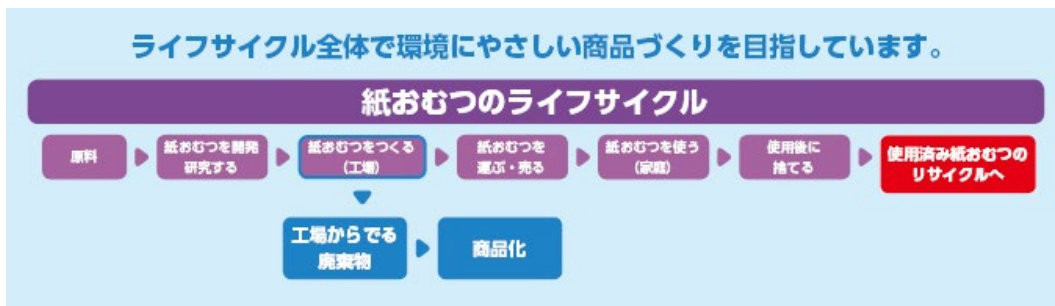 ライフサイクル全体で環境にやさしい商品づくりを目指しています。
紙おむつのライフサイクル
原料
紙おむつを開発
研究する
紙おむつをつくる
(工場)
紙おむつを
運ぶ・売る
紙おむつを使う
(家庭)
使用後に
捨てる
使用済み紙おむつの
リサイクルへ
工場からでる
廃棄物
商品化